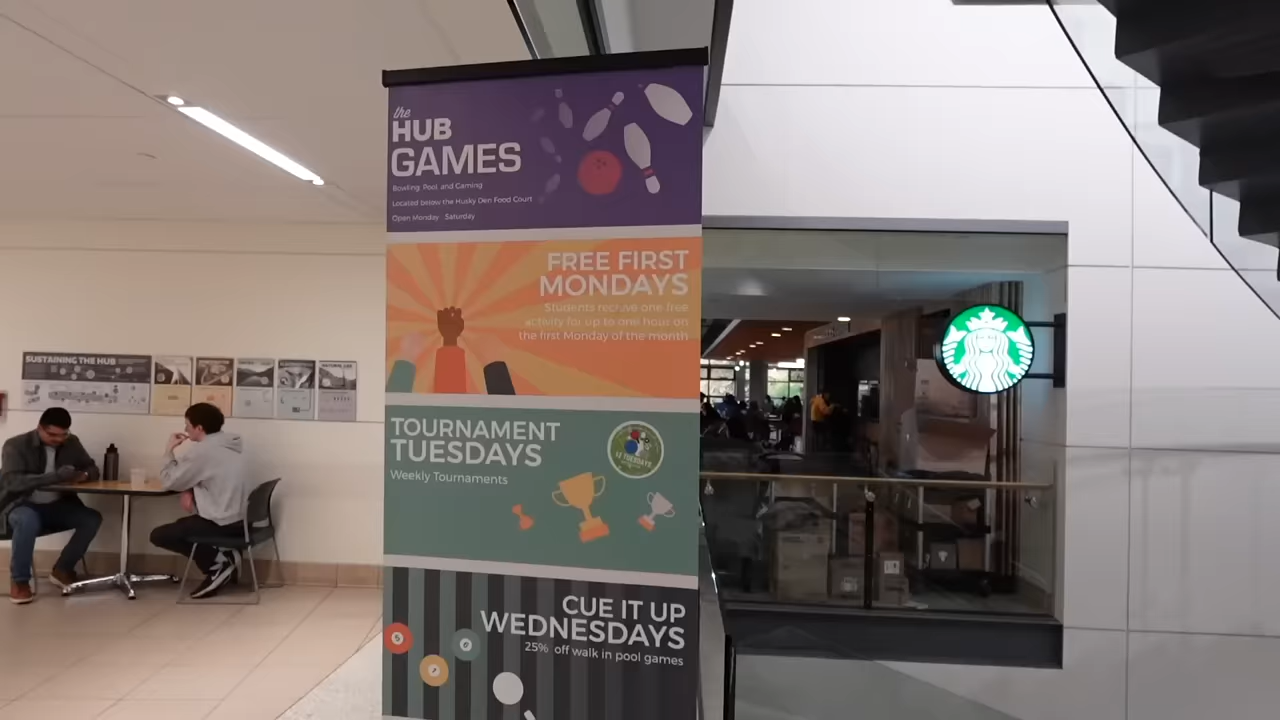 the
HUB
GAMES
Bowling, Pool, and Gaming
Located below the Husky Den Food Court
Open Monday - Saturday
FREE FIRST
MONDAYS
Students receive one free
activity for up to one hour on
the first Monday of the month
TOURNAMENT
TUESDAYS
Weekly Tournaments
CUE IT UP
WEDNESDAYS
25% off walk in pool games
5
SUSTAINING THE HUB